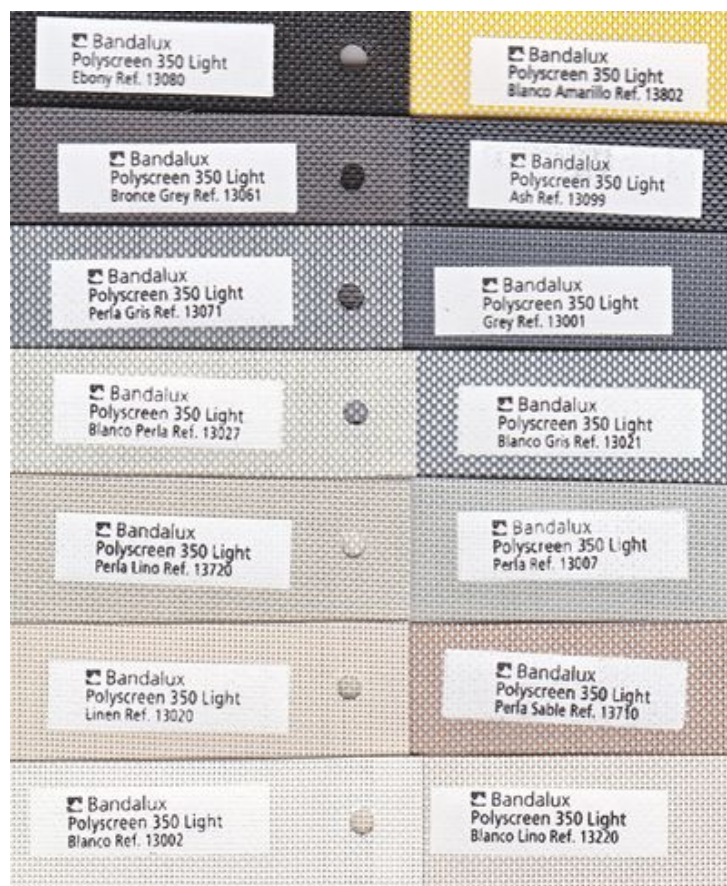 Bandalux
Polyscreen 350 Light
Ebony Ref. 13080
Bandalux
Polyscreen 350 Light
Blanco Amarillo Ref. 13802
Bandalux
Polyscreen 350 Light
Bronce Grey Ref. 13061
Bandalux
Polyscreen 350 Light
Ash Ref. 13099
Bandalux
Polyscreen 350 Light
Perla Gris Ref. 13071
Bandalux
Polyscreen 350 Light
Grey Ref. 13001
Bandalux
Polyscreen 350 Light
Blanco Perla Ref. 13027
Bandalux
Polyscreen 350 Light
Blanco Gris Ref. 13021
Bandalux
Polyscreen 350 Light
Perla Lino Ref. 13720
Bandalux
Polyscreen 350 Light
Perla Ref. 13007
Bandalux
Polyscreen 350 Light
Linen Ref. 13020
Bandalux
Polyscreen 350 Light
Perla Sable Ref. 13710
Bandalux
Polyscreen 350 Light
Blanco Ref. 13002
Bandalux
Polyscreen 350 Light
Blanco Lino Ref. 13220